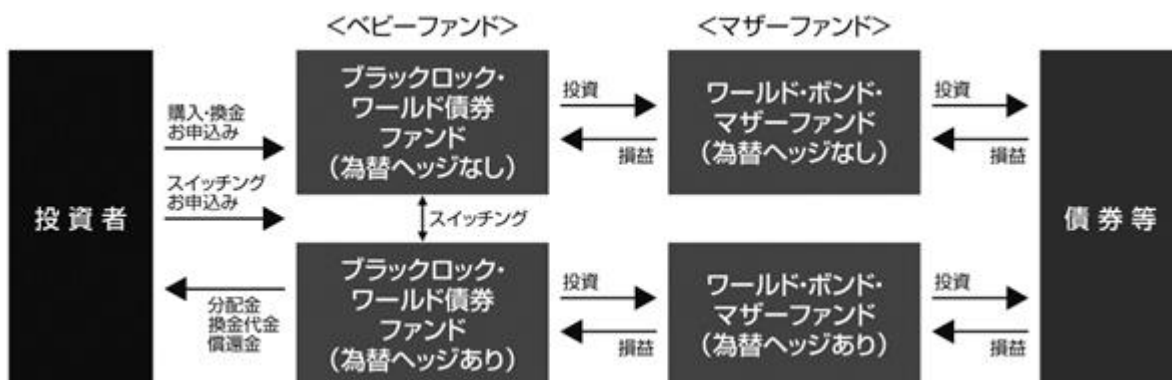 ＜ベビーファンド＞
＜マザーファンド＞
投資者
購入・換金
お申込み
スイッチング
お申込み
分配金
換金代金
償還金
ブラックロック・
ワールド債券
ファンド
（為替ヘッジなし）
スイッチング
ブラックロック・
ワールド債券
ファンド
（為替ヘッジあり）
投資
損益
投資
損益
ワールド・ボンド・
マザーファンド
（為替ヘッジなし）
ワールド・ボンド・
マザーファンド
（為替ヘッジあり）
投資
損益
投資
損益
債券等